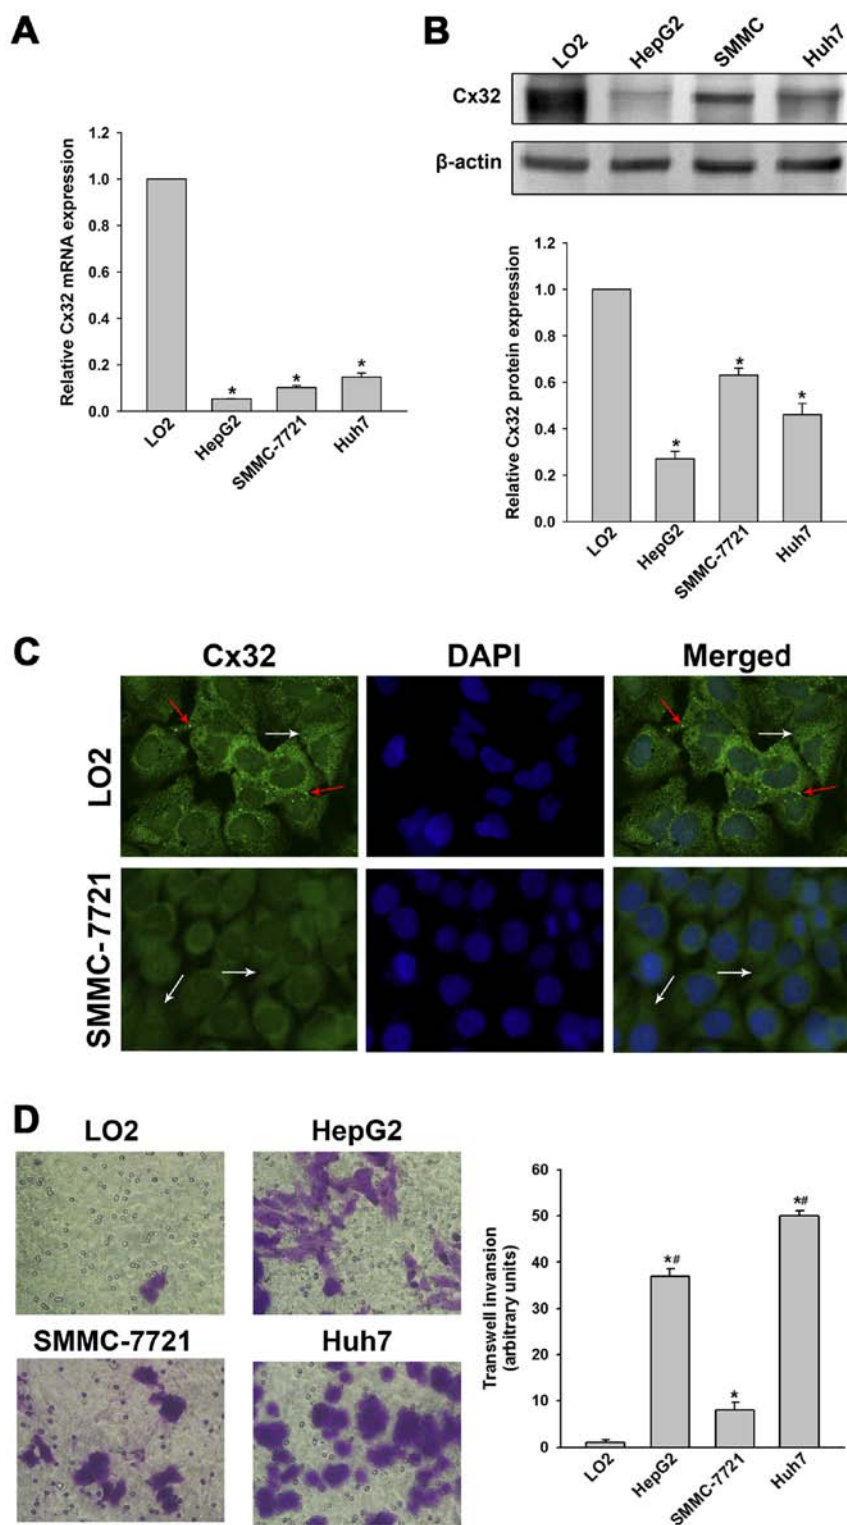 A
Relative Cx32 mRNA expression
1.2
1.0
0.8
0.6
0.4
0.2
0.0
*
*
*
LO2
HepG2
SMMC-7721
Huh7
B
LO2
HepG2
SMMC
Huh7
Cx32
β-actin
Relative Cx32 protein expression
1.2
1.0
0.8
0.6
0.4
0.2
0.0
*
*
*
LO2
HepG2
SMMC-7721
Huh7
C
Cx32
DAPI
Merged
LO2
SMMC-7721
D
LO2
HepG2
SMMC-7721
Huh7
Transwell invansion
(arbitrary units)
60
50
40
30
20
10
0
*#
*
*#
LO2
HepG2
SMMC-7721
Huh7